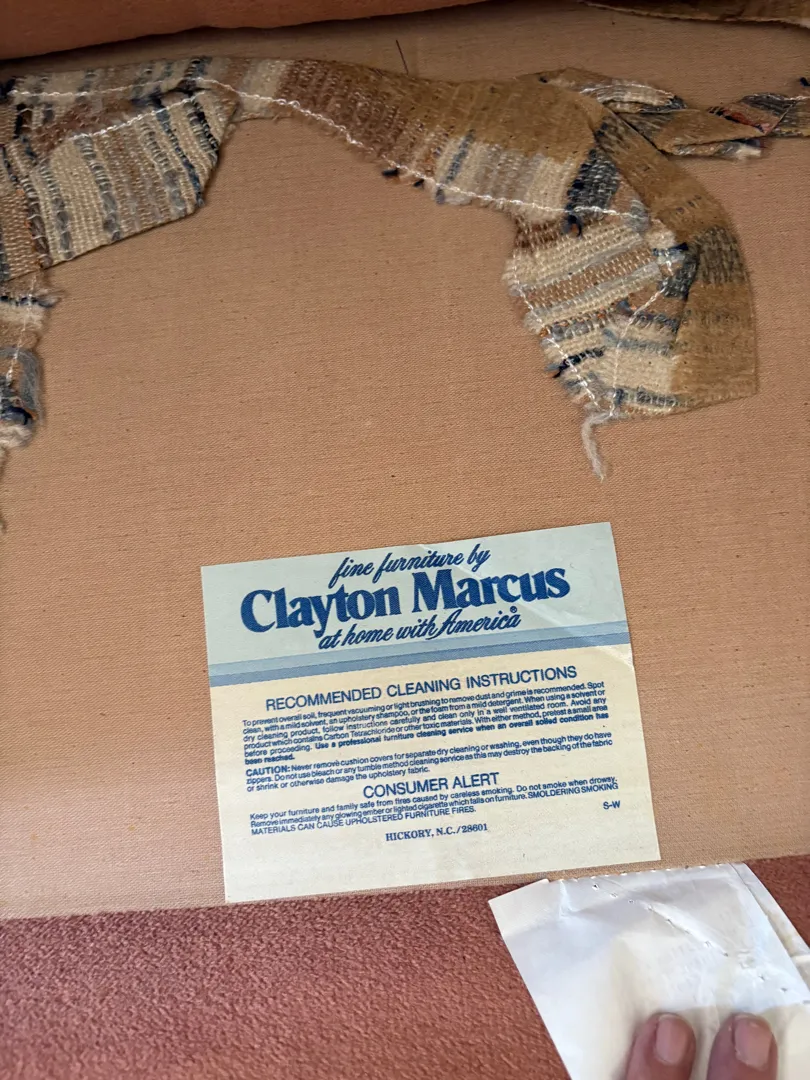 fine furniture by
Clayton Marcus
at home with America®
RECOMMENDED CLEANING INSTRUCTIONS
To prevent overall soil, frequent vacuuming or light brushing to remove dust and grime is recommended. Spot
clean, with a mild solvent, an upholstery shampoo, or the foam from a mild detergent. When using a solvent or
dry cleaning product, follow instructions carefully and clean only in a well ventilated room. Avoid any
product which contains Carbon Tetrachloride or other toxic materials. With either method, pretest a small area
before proceeding. Use a professional furniture cleaning service when an overall soiled condition has
been reached.
CAUTION: Never remove cushion covers for separate dry cleaning or washing, even though they do have
zippers. Do not use bleach or any tumble method cleaning service as this may destroy the backing of the fabric
or shrink or otherwise damage the upholstery fabric.
CONSUMER ALERT
Keep your furniture and family safe from fires caused by careless smoking. Do not smoke when drowsy.
Remove immediately any glowing ember or lighted cigarette which falls on furniture. SMOLDERING SMOKING
MATERIALS CAN CAUSE UPHOLSTERED FURNITURE FIRES.
S-W
HICKORY, N.C./28601